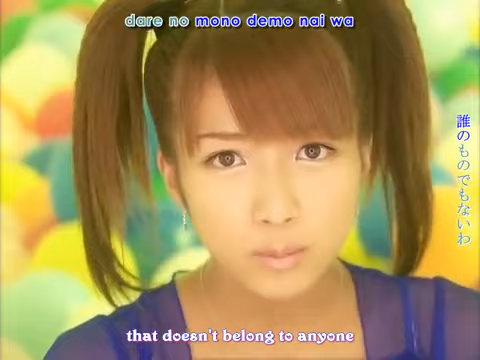 dare no mono demo nai wa
誰のものでもないわ
that doesn't belong to anyone